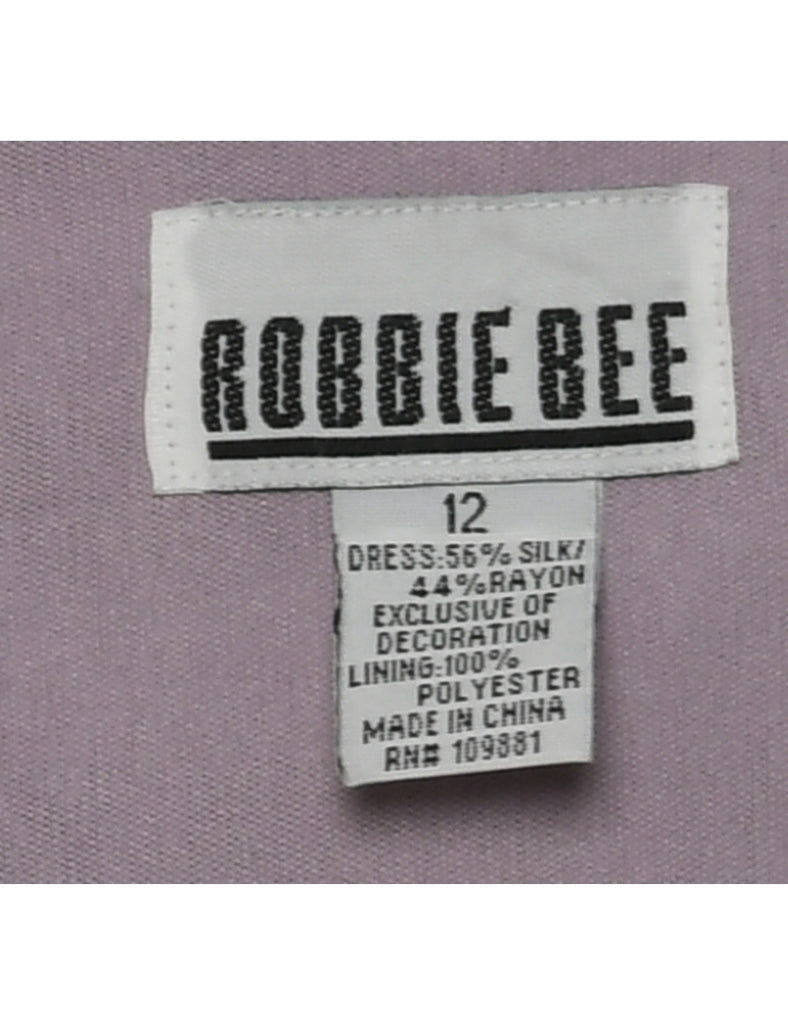 ROBBIE BEE
12
DRESS:56% SILK/
44%RAYON
EXCLUSIVE OF
DECORATION
LINING:100%
POLYESTER
MADE IN CHINA
RN# 109881